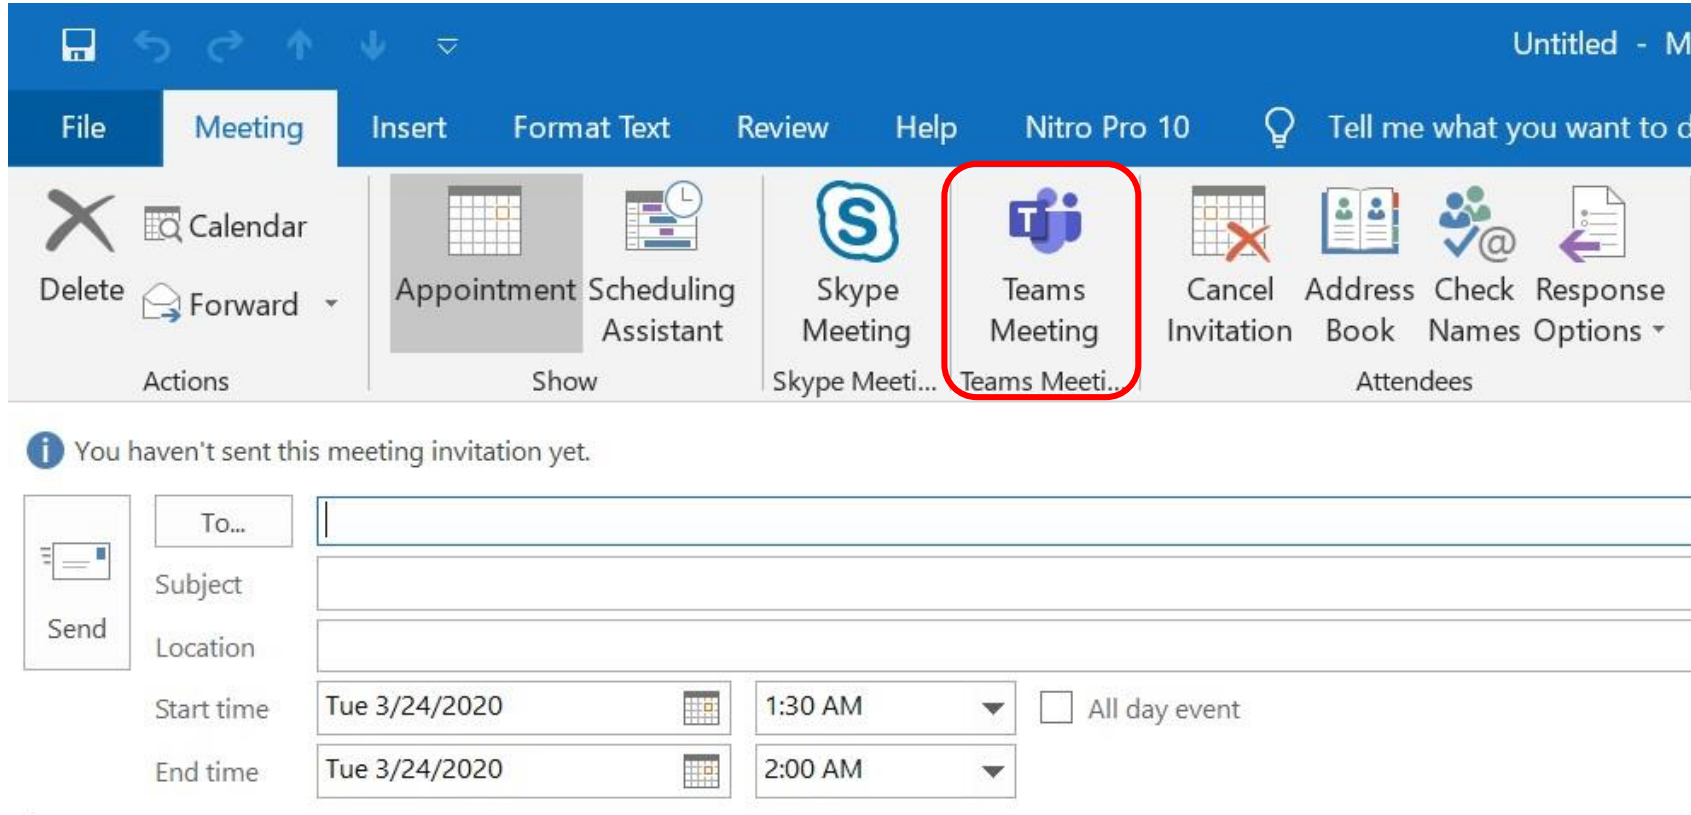 Untitled - M
File Meeting Insert Format Text Review Help Nitro Pro 10 Tell me what you want to d
Delete
Calendar
Forward
Actions
Appointment
Scheduling
Assistant
Show
Skype
Meeting
Skype Meeti...
Teams
Meeting
Teams Meeti...
Cancel
Invitation
Address
Book
Check
Names
Response
Options
Attendees
You haven't sent this meeting invitation yet.
Send
To...
Subject
Location
Start time Tue 3/24/2020 1:30 AM All day event
End time Tue 3/24/2020 2:00 AM